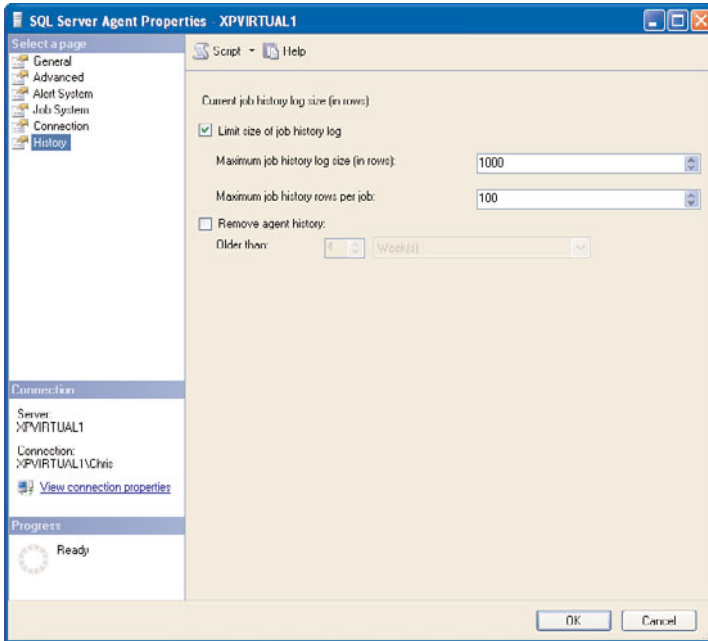 SQL Server Agent Properties - XPVIRTUAL1
Select a page
General
Advanced
Alert System
Job System
Connection
History
Script
Help
Current job history log size (in rows)
Limit size of job history log
Maximum job history log size (in rows):
1000
Maximum job history rows per job:
100
Remove agent history:
Older than:
4
Week(s)
Connection
Server:
XPVIRTUAL1
Connection:
XPVIRTUAL1\Chris
View connection properties
Progress
Ready
OK
Cancel